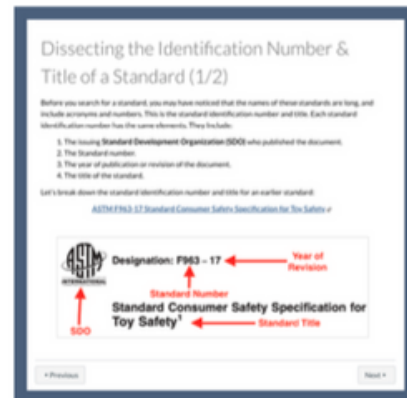 Dissecting the Identification Number &
Title of a Standard (1/2)
Before you search for a standard, you may have noticed that the names of these standards are long, and
include acronyms and numbers. This is the standard identification number and title. Each standard
identification number has the same elements. They Include:
1. The issuing Standard Development Organization (SDO) who published the document.
2. The Standard number.
3. The year of publication or revision of the document.
4. The title of the standard.
Let's break down the standard identification number and title for an earlier standard:
ASTM F963-17 Standard Consumer Safety Specification for Toy Safety
ASTM
INTERNATIONAL
Designation: F963 – 17
Year of
Revision
Standard Number
SDO
Standard Consumer Safety Specification for
Toy Safety¹
Standard Title
‹ Previous
Next ›